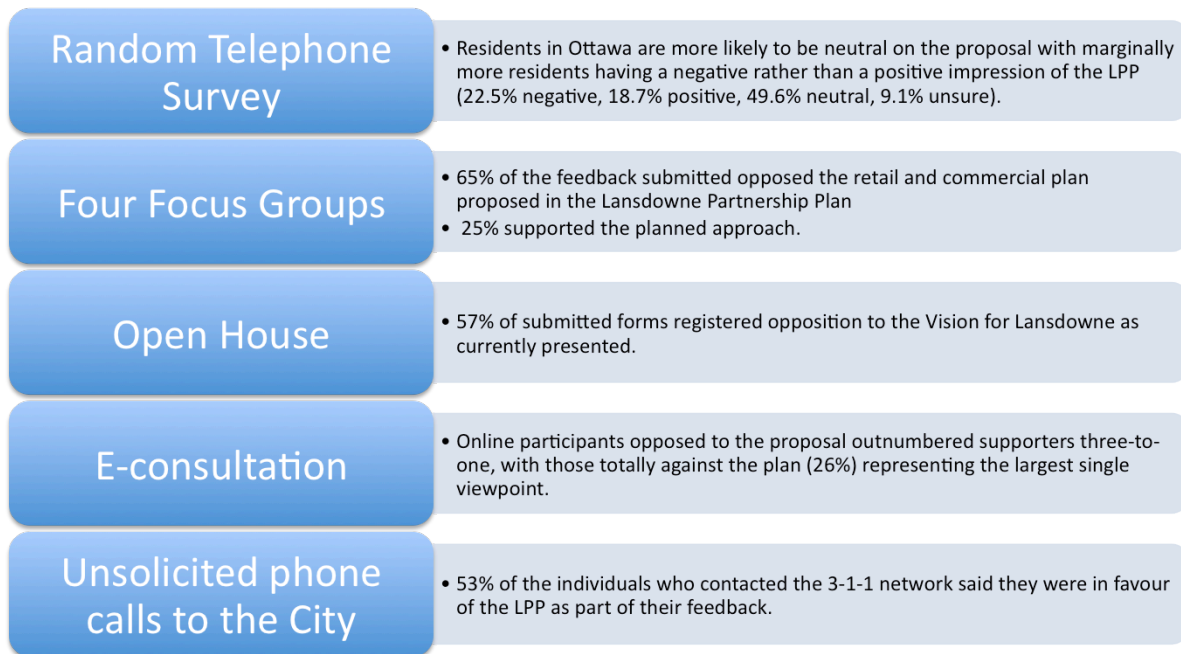 Random Telephone
Survey
• Residents in Ottawa are more likely to be neutral on the proposal with marginally
more residents having a negative rather than a positive impression of the LPP
(22.5% negative, 18.7% positive, 49.6% neutral, 9.1% unsure).
Four Focus Groups
• 65% of the feedback submitted opposed the retail and commercial plan
proposed in the Lansdowne Partnership Plan
• 25% supported the planned approach.
Open House
• 57% of submitted forms registered opposition to the Vision for Lansdowne as
currently presented.
E-consultation
• Online participants opposed to the proposal outnumbered supporters three-to-
one, with those totally against the plan (26%) representing the largest single
viewpoint.
Unsolicited phone
calls to the City
• 53% of the individuals who contacted the 3-1-1 network said they were in favour
of the LPP as part of their feedback.